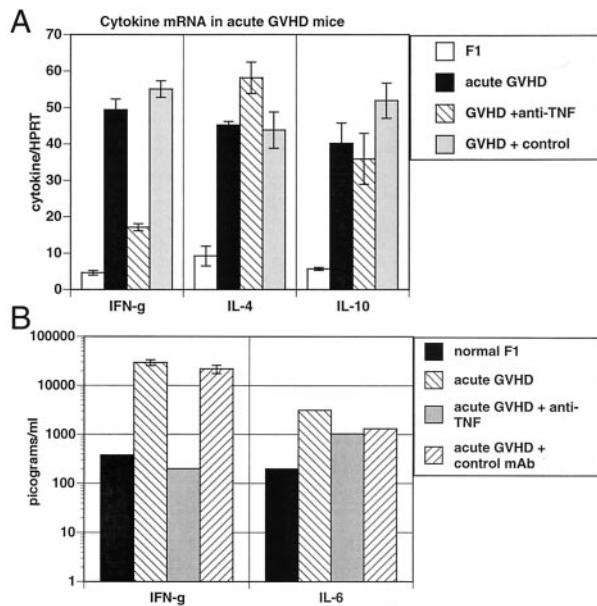 A
Cytokine mRNA in acute GVHD mice
cytokine/HPRT
70
60
50
40
30
20
10
0
IFN-g IL-4 IL-10
F1
acute GVHD
GVHD +anti-TNF
GVHD + control
B
picograms/ml
100000
10000
1000
100
10
1
IFN-g IL-6
normal F1
acute GVHD
acute GVHD + anti-
TNF
acute GVHD +
control mAb